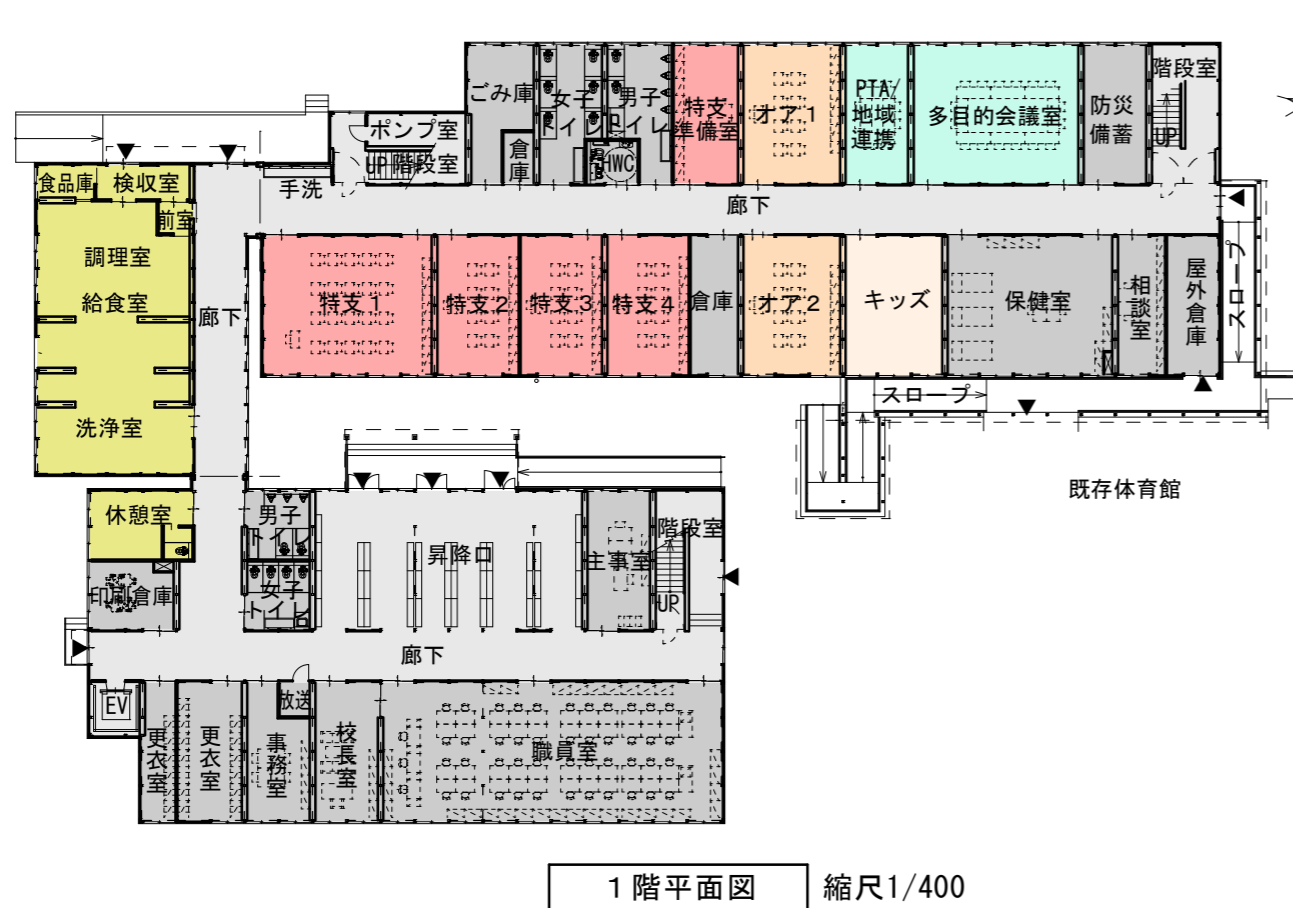 ごみ庫
女子
トイレ
男子
トイレ
特支
準備室
オア１
PTA/
地域
連携
多目的会議室
防災
備蓄
階段室
UP
ポンプ室
UP
階段室
倉庫
HWC
手洗
廊下
食品庫
検収室
前室
調理室
給食室
洗浄室
廊下
特支１
特支２
特支３
特支４
倉庫
オア２
キッズ
保健室
相談室
屋外倉庫
スロープ
スロープ
既存体育館
休憩室
男子
トイレ
昇降口
主事室
階段室
UP
印刷倉庫
女子
トイレ
廊下
EV
更衣室
更衣室
事務室
放送
校長室
職員室
１階平面図
縮尺1/400